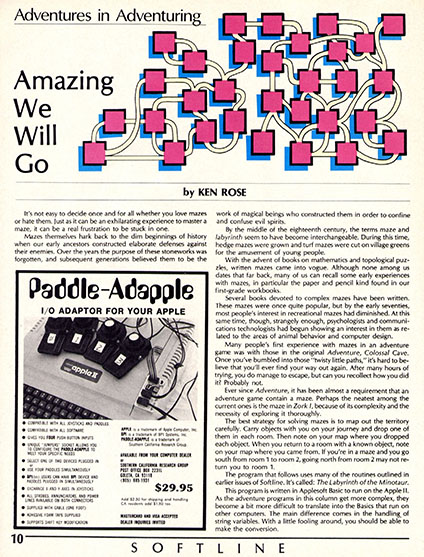 Adventures in Adventuring
Amazing
We
Will
Go
by KEN ROSE
It's not easy to decide once and for all whether you love mazes
or hate them. Just as it can be an exhilarating experience to master a
maze, it can be a real frustration to be stuck in one.
Mazes themselves hark back to the dim beginnings of history
when our early ancestors constructed elaborate defenses against
their enemies. Over the years the purpose of these stoneworks was
forgotten, and subsequent generations believed them to be the
Paddle-Adapple
I/O ADAPTOR FOR YOUR APPLE
apple II
COMPATIBLE WITH ALL JOYSTICKS AND PADDLES
COMPATIBLE WITH ALL SOFTWARE
GIVES YOU FOUR PUSH-BUTTON INPUTS
UNIQUE "JUMPER" SOCKET ALLOWS YOU
TO CONFIGURE THE PADDLE-ADAPPLE TO
MEET YOUR SPECIFIC NEEDS
SELECT ONE OF TWO DEVICES PLUGGED IN
OR
USE YOUR PADDLES SIMULTANEOUSLY
PADDLES PLUGGED IN SIMULTANEOUSLY
EXCHANGE X AND Y AXES IN JOYSTICKS
ALL STROBES, ANNUNCIATORS, AND POWER
LINES AVAILABLE ON BOTH CONNECTORS
SUPPLIED WITH CABLE (ONE FOOT)
ADHESIVE FOAM TAPE SUPPLIED
SUPPORTS SHIFT KEY MODIFICATION
APPLE is a trademark of Apple Computer, Inc.
BPI is a trademark of BPI Systems, Inc.
PADDLE-ADAPPLE is a trademark of
Southern California Research Group
AVAILABLE FROM YOUR COMPUTER DEALER
OR
SOUTHERN CALIFORNIA RESEARCH GROUP
POST OFFICE BOX 2231
GOLETA, CA 93118
(805) 685-1931
$29.95
Add $2.50 for shipping and handling
CA residents add $1.80 tax
MASTERCARD AND VISA ACCEPTED
DEALER INQUIRIES INVITED
work of magical beings who constructed them in order to confine
and confuse evil spirits.
By the middle of the eighteenth century, the terms maze and
labyrinth seem to have become interchangeable. During this time,
hedge mazes were grown and turf mazes were cut on village greens
for the amusement of young people.
With the advent of books on mathematics and topological puz-
zles, written mazes came into vogue. Although none among us
dates that far back, many of us can recall some early experiences
with mazes, in particular the paper and pencil kind found in our
first-grade workbooks.
Several books devoted to complex mazes have been written.
These mazes were once quite popular, but by the early seventies,
most people's interest in recreational mazes had diminished. At this
same time, though, strangely enough, psychologists and communi-
cations technologists had begun showing an interest in them as re-
lated to the areas of animal behavior and computer design.
Many people's first experience with mazes in an adventure
game was with those in the original Adventure, Colossal Cave.
Once you've bumbled into those "twisty little paths," it's hard to be-
lieve that you'll ever find your way out again. After many hours of
trying, you do manage to escape, but can you recollect how you did
it? Probably not.
Ever since Adventure, it has been almost a requirement that an
adventure game contain a maze. Perhaps the neatest among the
current ones is the maze in Zork I, because of its complexity and the
necessity of exploring it thoroughly.
The best strategy for solving mazes is to map out the territory
carefully. Carry objects with you on your journey and drop one of
them in each room. Then note on your map where you dropped
each object. When you return to a room with a known object, note
on your map where you came from. If you're in a maze and you go
south from room 1 to room 2, going north from room 2 may not re-
turn you to room 1.
The program that follows uses many of the routines outlined in
earlier issues of Softline. It's called: The Labyrinth of the Minotaur.
This program is written in Applesoft Basic to run on the Apple II.
As the adventure programs in this column get more complex, they
become a bit more difficult to translate into the Basics that run on
other computers. The main difference comes in the handling of
string variables. With a little fooling around, you should be able to
make the conversion.
10
SOFTLINE